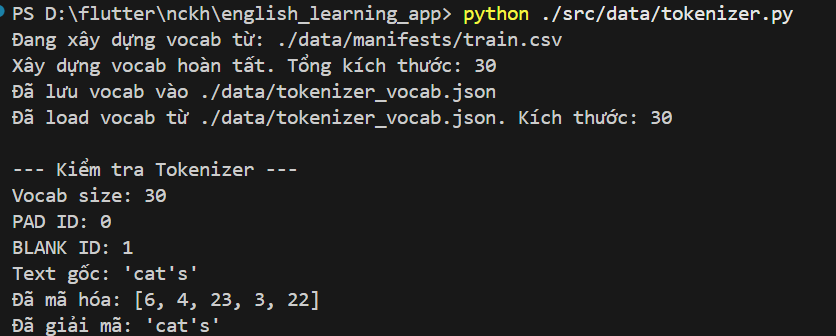 PS D:\flutter\nckh\english_learning_app> python ./src/data/tokenizer.py
Đang xây dựng vocab từ: ./data/manifests/train.csv
Xây dựng vocab hoàn tất. Tổng kích thước: 30
Đã lưu vocab vào ./data/tokenizer_vocab.json
Đã load vocab từ ./data/tokenizer_vocab.json. Kích thước: 30
--- Kiểm tra Tokenizer ---
Vocab size: 30
PAD ID: 0
BLANK ID: 1
Text gốc: 'cat's'
Đã mã hóa: [6, 4, 23, 3, 22]
Đã giải mã: 'cat's'